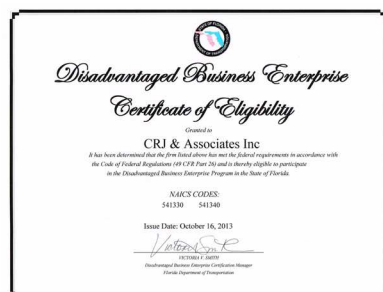 Disadvantaged Business Enterprise
Certificate of Eligibility
Granted to
CRJ & Associates Inc
It has been determined that the firm listed above has met the federal requirements in accordance with
the Code of Federal Regulations (49 CFR Part 26) and is thereby eligible to participate
in the Disadvantaged Business Enterprise Program in the State of Florida.
NAICS CODES:
541330 541340
Issue Date: October 16, 2013
VICTORIA V. SMITH
Disadvantaged Business Enterprise Certification Manager
Florida Department of Transportation